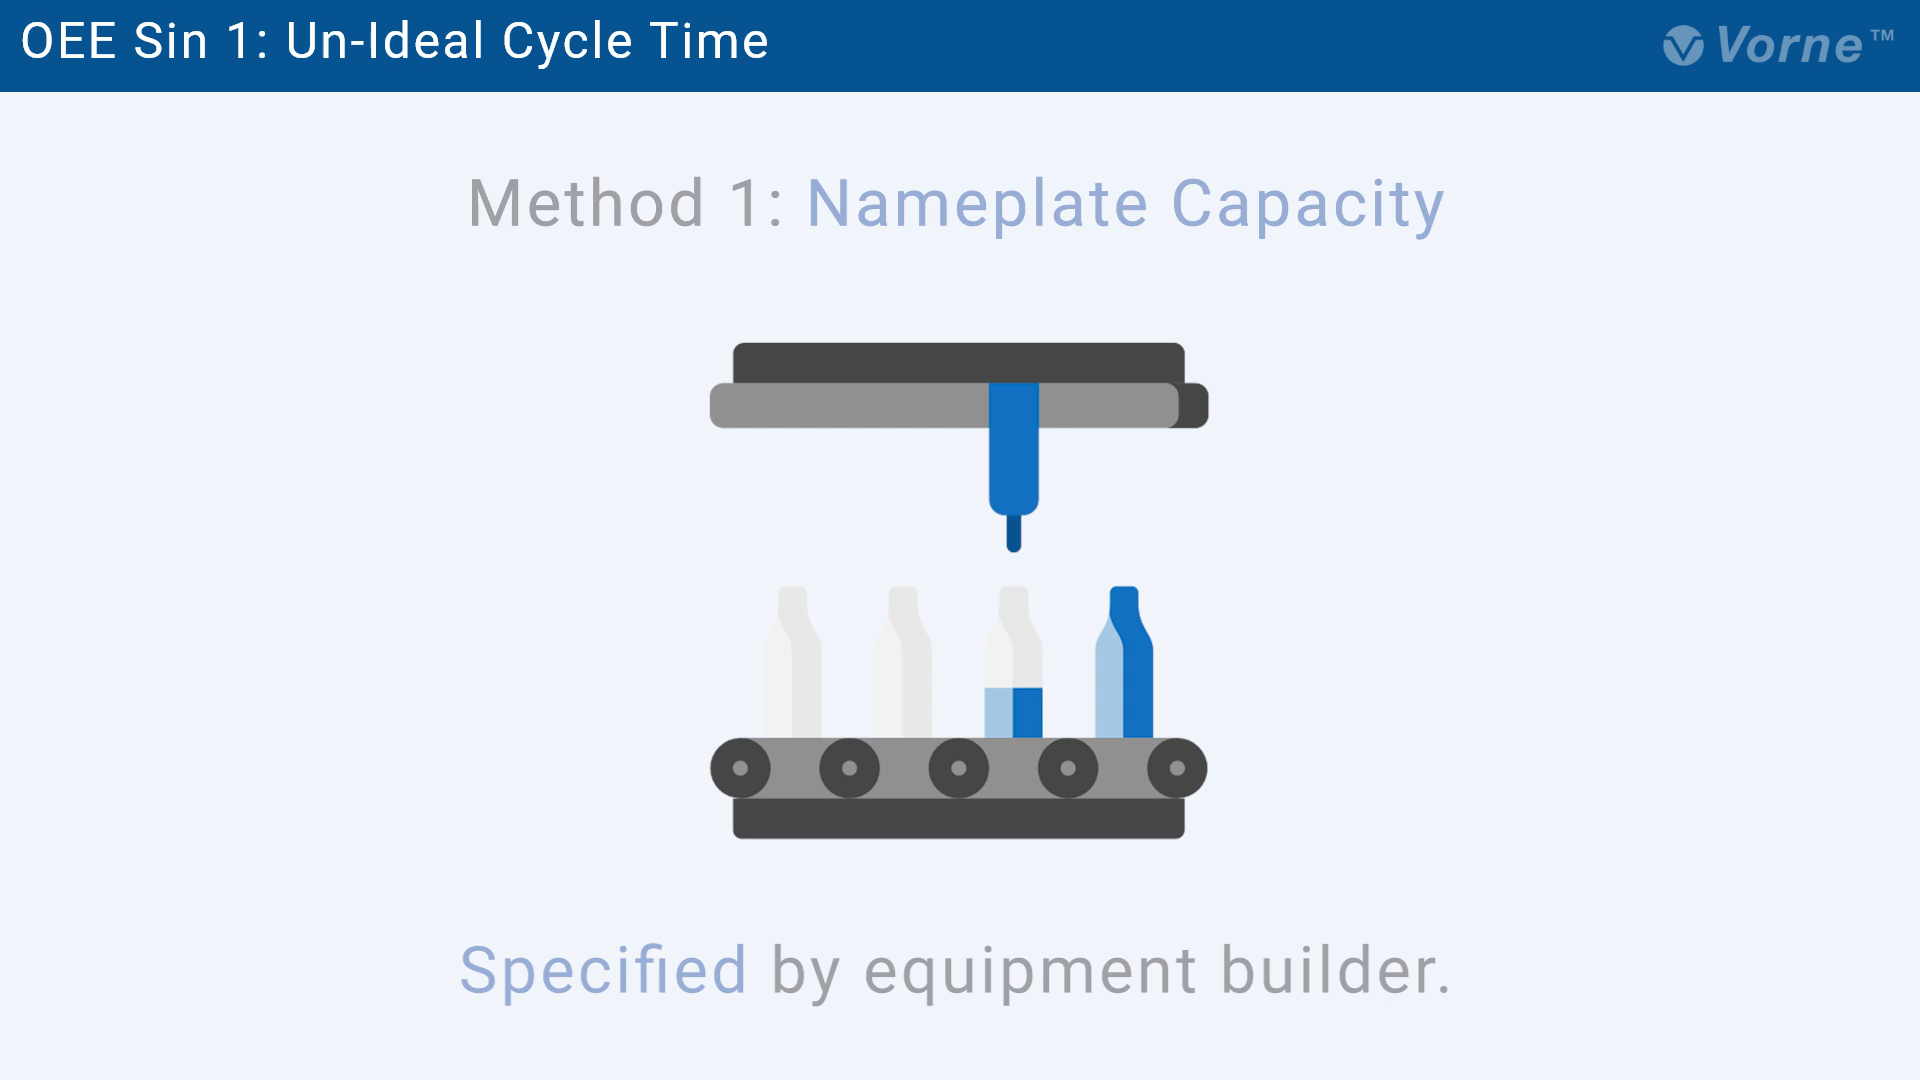 OEE Sin 1: Un-Ideal Cycle Time
Vorne™
Method 1: Nameplate Capacity
Specified by equipment builder.